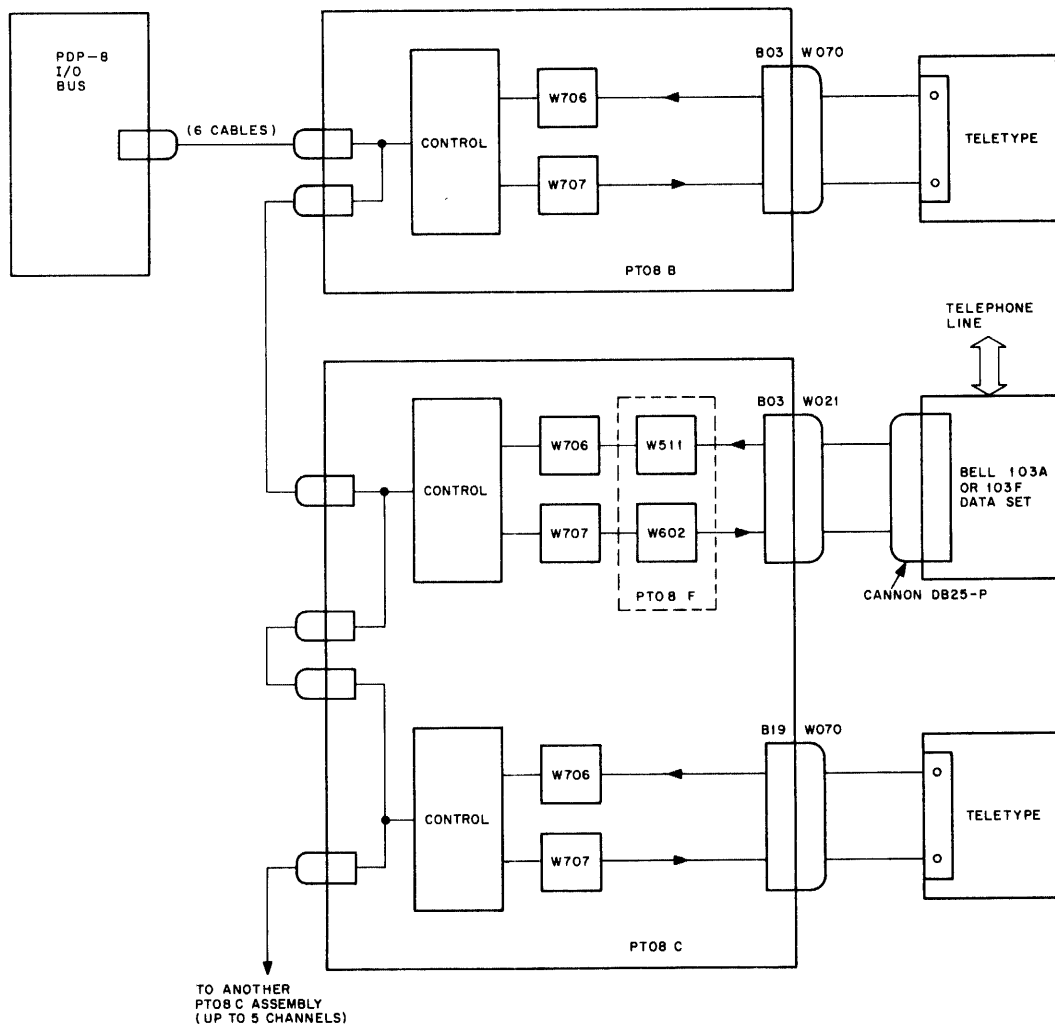 PDP-8
I/O
BUS
(6 CABLES)
CONTROL
W706
W707
B03 W070
TELETYPE
PT08 B
TELEPHONE
LINE
CONTROL
W706
W511
W707
W602
PT08 F
B03 W021
BELL 103A
OR 103F
DATA SET
CANNON DB25-P
CONTROL
W706
W707
B19 W070
TELETYPE
PT08 C
TO ANOTHER
PT08 C ASSEMBLY
(UP TO 5 CHANNELS)